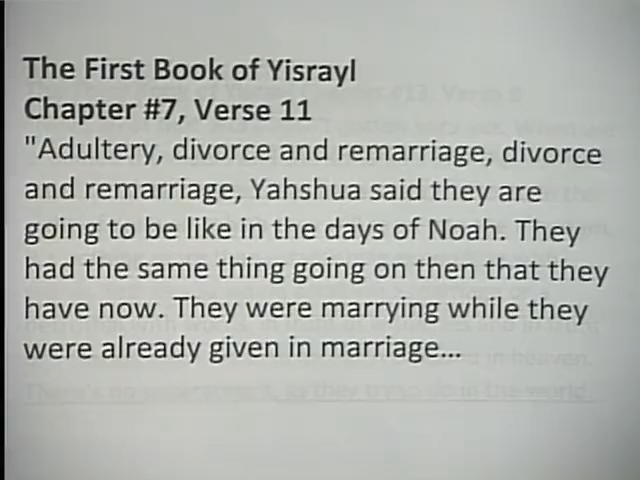 The First Book of Yisrayl
Chapter #7, Verse 11
"Adultery, divorce and remarriage, divorce
and remarriage, Yahshua said they are
going to be like in the days of Noah. They
had the same thing going on then that they
have now. They were marrying while they
were already given in marriage...